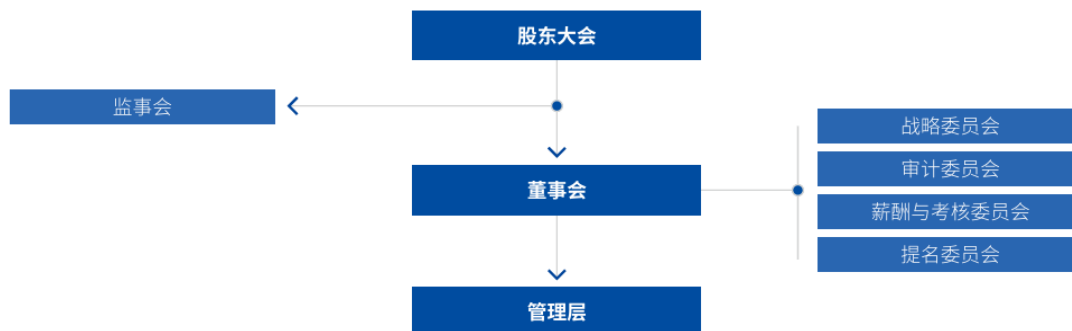 股东大会
监事会
战略委员会
审计委员会
董事会
薪酬与考核委员会
提名委员会
管理层